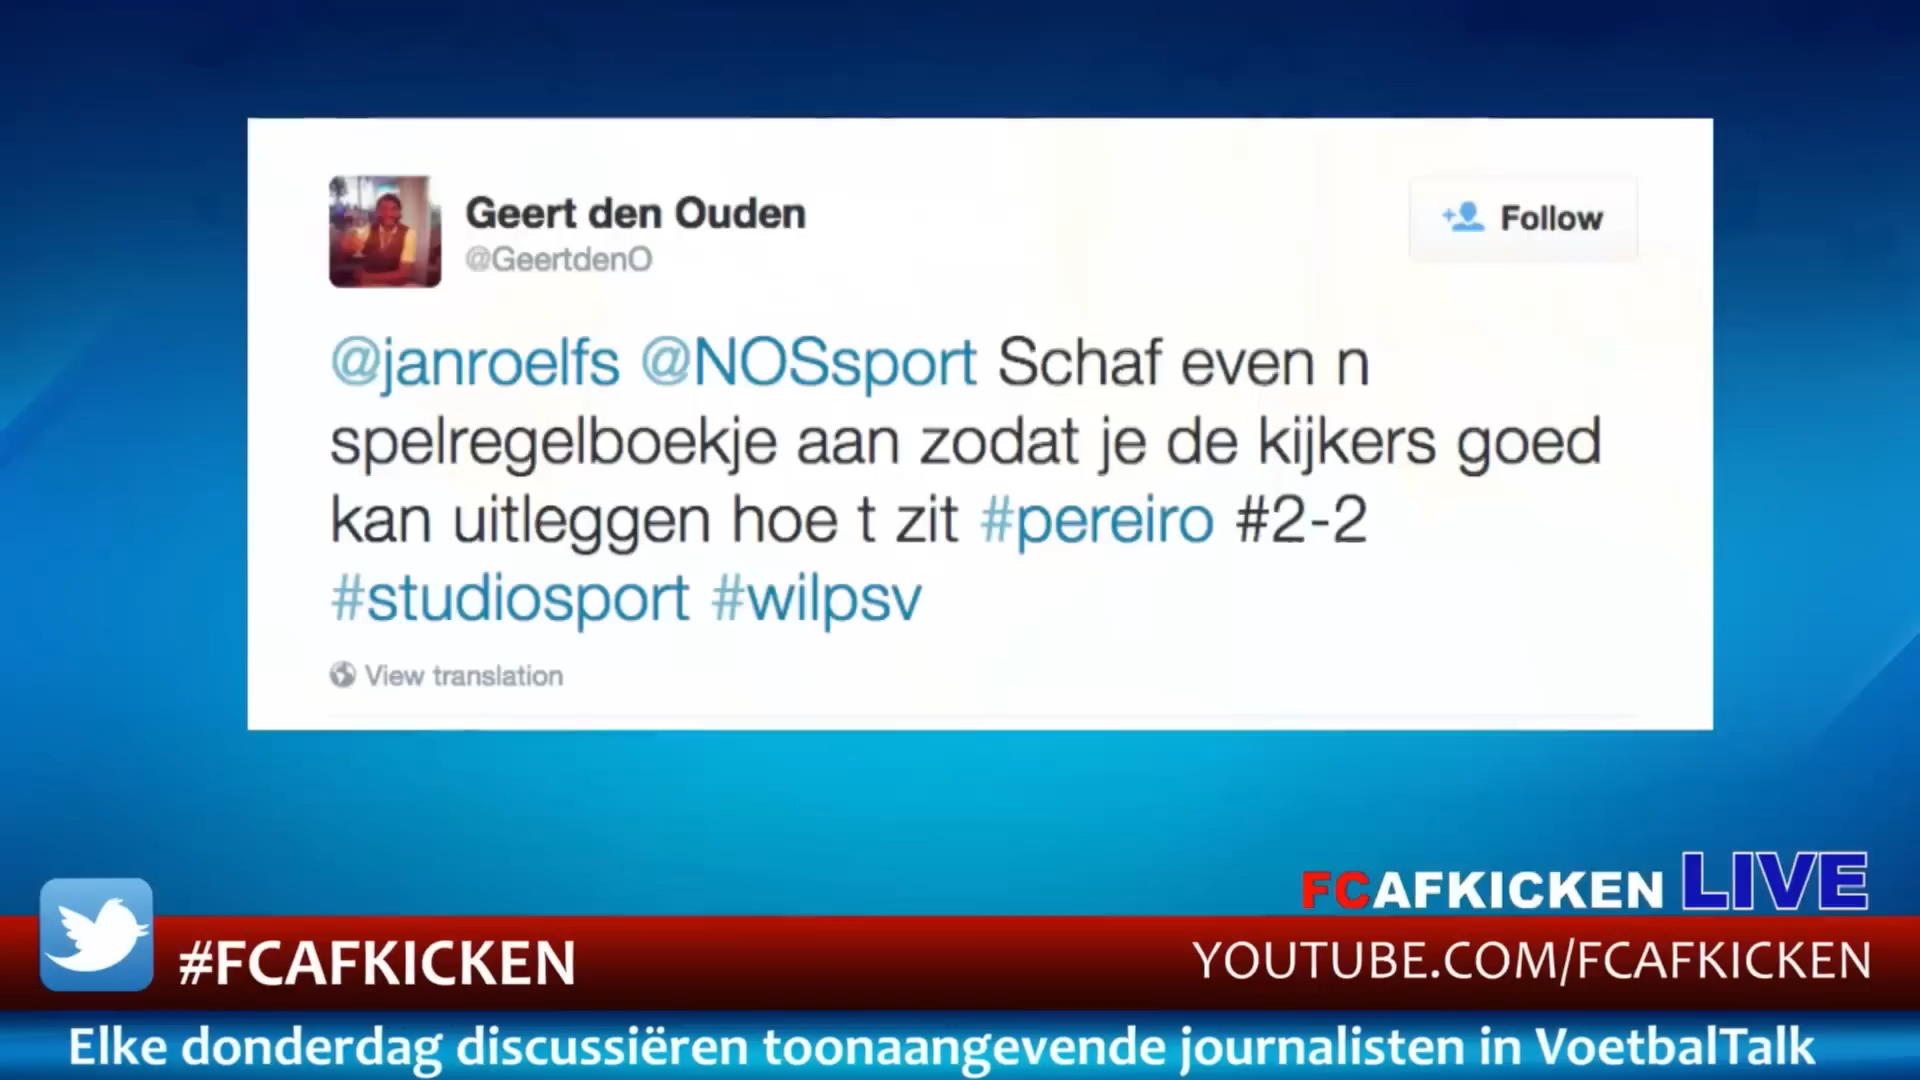 Geert den Ouden
@GeertdenO
Follow
@janroelfs @NOSsport Schaf even n
spelregelboekje aan zodat je de kijkers goed
kan uitleggen hoe t zit #pereiro #2-2
#studiosport #wilpsv
View translation
FCAFKICKEN LIVE
#FCAFKICKEN
YOUTUBE.COM/FCAFKICKEN
Elke donderdag discussiëren toonaangevende journalisten in VoetbalTalk